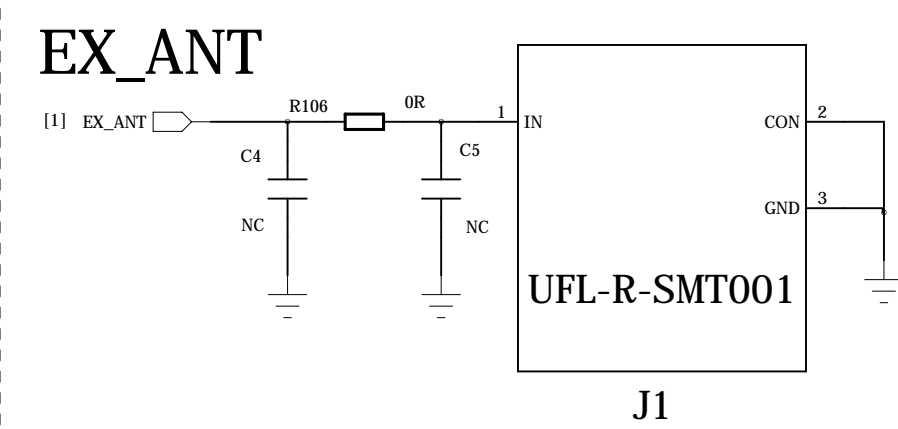 EX_ANT
[1] EX_ANT
R106 0R
C4
NC
C5
NC
1 IN
CON 2
GND 3
UFL-R-SMT001
J1